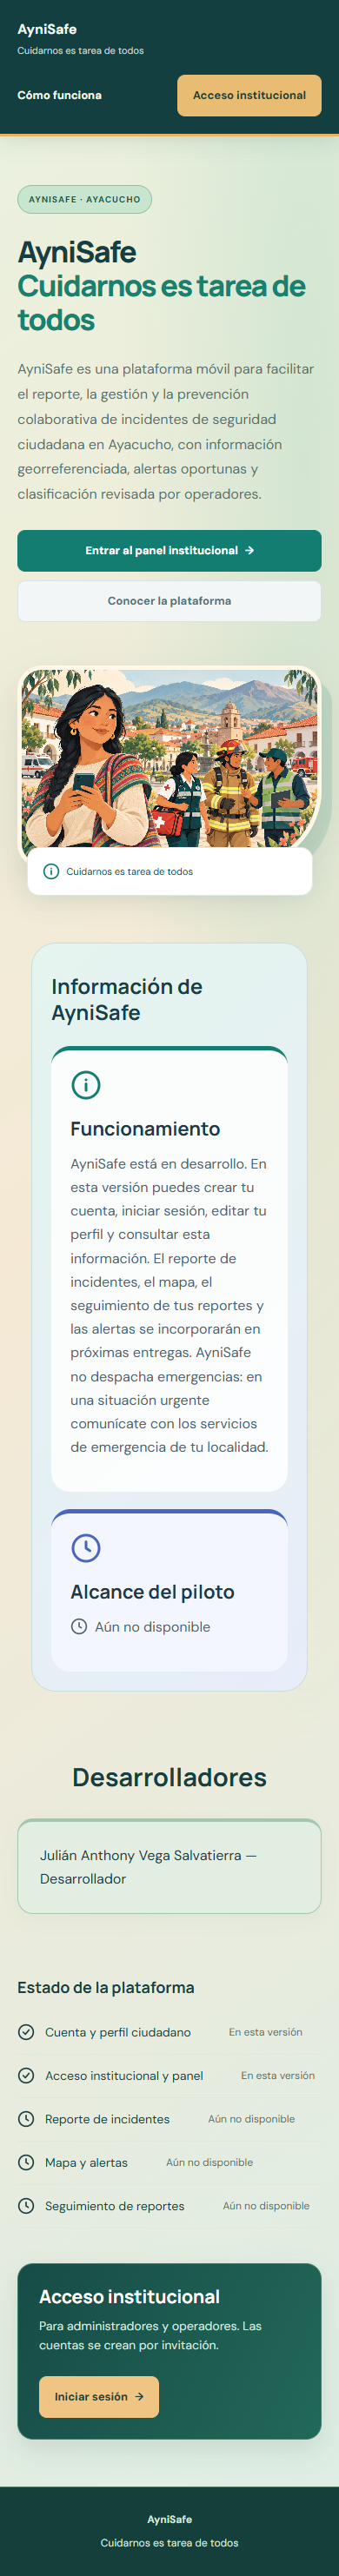 AyniSafe
Cuidarnos es tarea de todos
Cómo funciona
Acceso institucional
AYNISAFE · AYACUCHO
AyniSafe
Cuidarnos es tarea de
todos
AyniSafe es una plataforma móvil para facilitar
el reporte, la gestión y la prevención
colaborativa de incidentes de seguridad
ciudadana en Ayacucho, con información
georreferenciada, alertas oportunas y
clasificación revisada por operadores.
Entrar al panel institucional →
Conocer la plataforma
Cuidarnos es tarea de todos
Información de
AyniSafe
Funcionamiento
AyniSafe está en desarrollo. En
esta versión puedes crear tu
cuenta, iniciar sesión, editar tu
perfil y consultar esta
información. El reporte de
incidentes, el mapa, el
seguimiento de tus reportes y
las alertas se incorporarán en
próximas entregas. AyniSafe
no despacha emergencias: en
una situación urgente
comunícate con los servicios
de emergencia de tu localidad.
Alcance del piloto
Aún no disponible
Desarrolladores
Julián Anthony Vega Salvatierra —
Desarrollador
Estado de la plataforma
Cuenta y perfil ciudadano En esta versión
Acceso institucional y panel En esta versión
Reporte de incidentes Aún no disponible
Mapa y alertas Aún no disponible
Seguimiento de reportes Aún no disponible
Acceso institucional
Para administradores y operadores. Las
cuentas se crean por invitación.
Iniciar sesión →
AyniSafe
Cuidarnos es tarea de todos